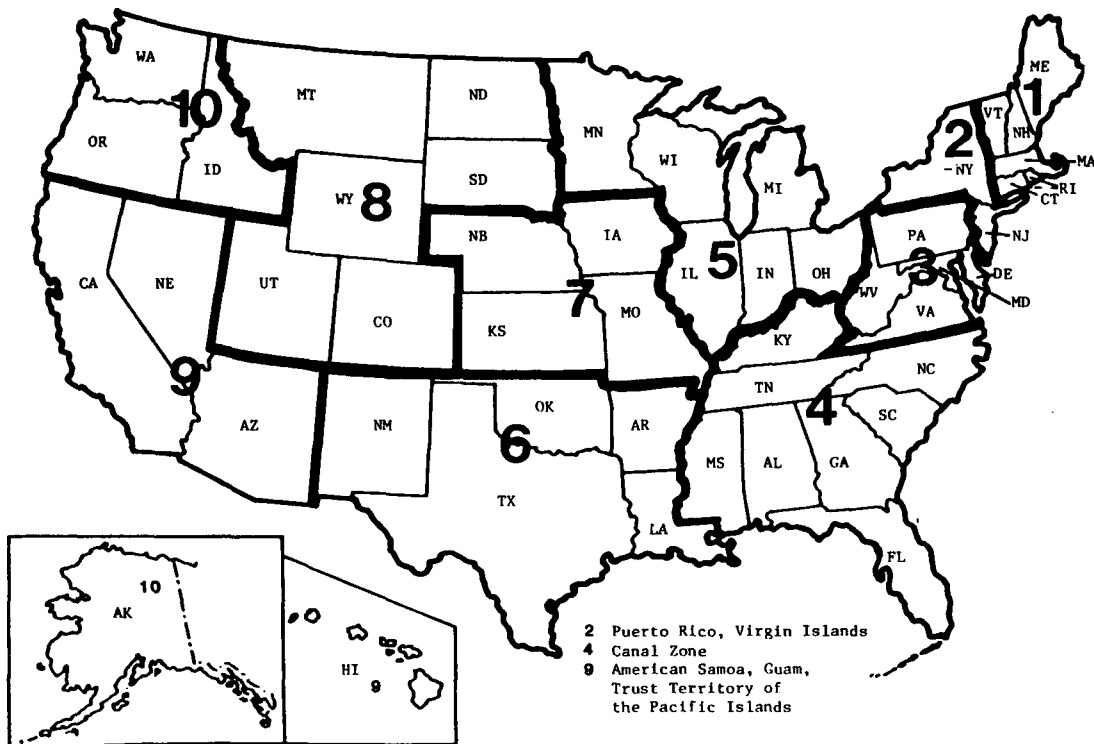 WA
MT
ND
MN
ME
1
10
VT
NH
2
OR
ID
SD
WI
MI
-NY
MA
RI
CT
WY
8
NB
IA
PA
NJ
3
DE
MD
CA
NE
UT
CO
KS
7
MO
IL
5
IN
OH
WV
VA
KY
9
TN
NC
4
SC
AZ
NM
OK
AR
6
MS
AL
GA
TX
LA
FL
10
AK
HI
9
2 Puerto Rico, Virgin Islands
4 Canal Zone
9 American Samoa, Guam,
Trust Territory of
the Pacific Islands